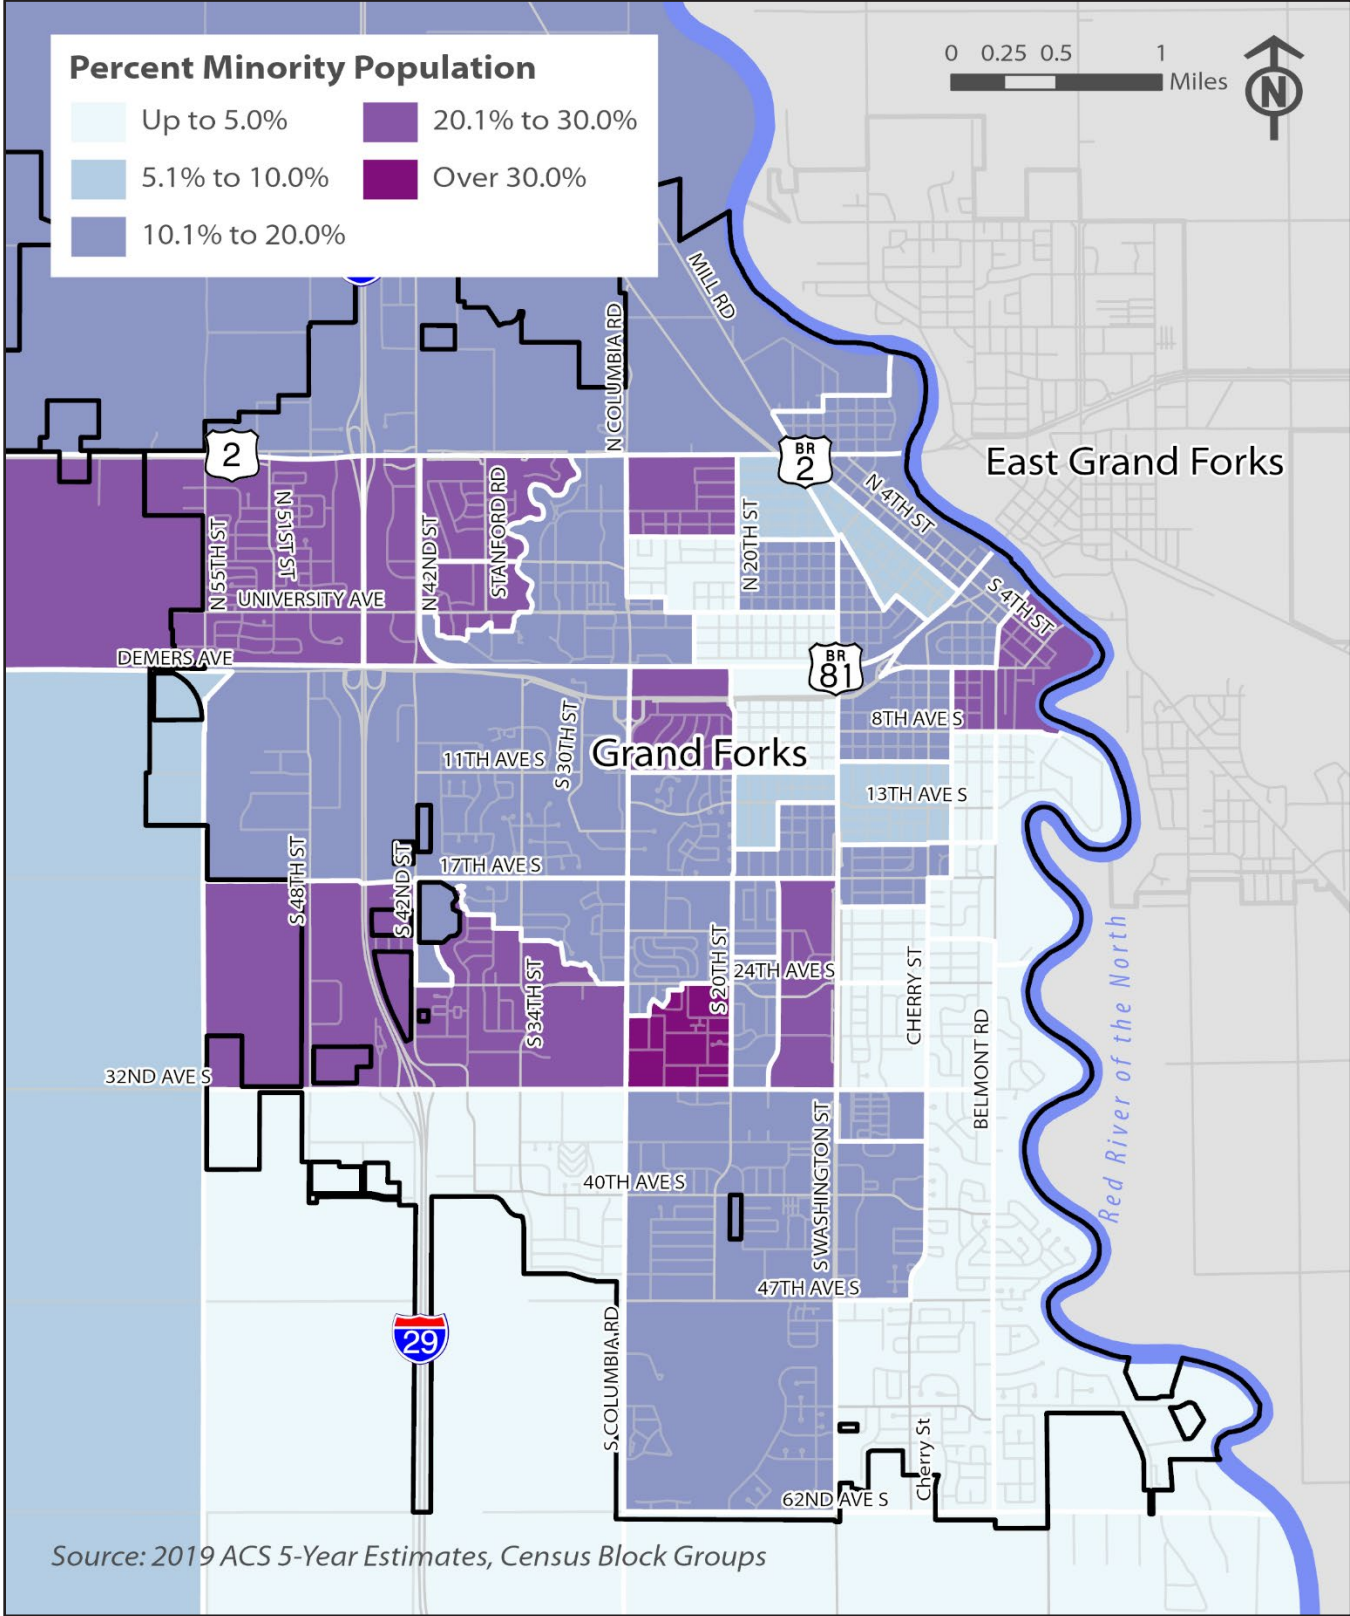 Percent Minority Population
Up to 5.0%
20.1% to 30.0%
5.1% to 10.0%
Over 30.0%
10.1% to 20.0%
0 0.25 0.5 1
Miles
N
MILL RD
N COLUMBIA RD
2
BR
2
East Grand Forks
N 4TH ST
N 51ST ST
N 55TH ST
N 42ND ST
STANFORD RD
N 20TH ST
UNIVERSITY AVE
S 4TH ST
DEMERS AVE
BR
81
8TH AVE S
S 30TH ST
Grand Forks
11TH AVE S
13TH AVE S
17TH AVE S
S 48TH ST
S 42ND ST
S 20TH ST
24TH AVE S
S 34TH ST
CHERRY ST
BELMONT RD
Red River of the North
32ND AVE S
S WASHINGTON ST
40TH AVE S
47TH AVE S
29
S COLUMBIA RD
Cherry St
62ND AVE S
Source: 2019 ACS 5-Year Estimates, Census Block Groups